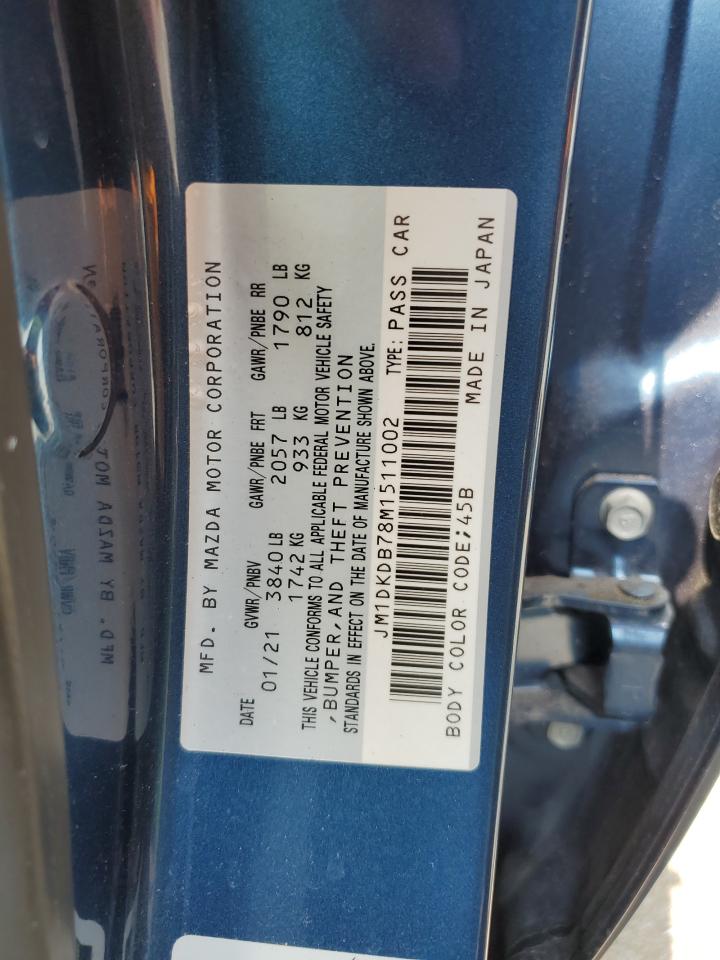 MFD. BY MAZDA MOTOR CORPORATION
DATE GVWR/PNBV GAWR/PNBE FRT GAWR/PNBE RR
01/21 3840 LB 2057 LB 1790 LB
1742 KG 933 KG 812 KG
THIS VEHICLE CONFORMS TO ALL APPLICABLE FEDERAL MOTOR VEHICLE SAFETY
,BUMPER, AND THEFT PREVENTION
STANDARDS IN EFFECT ON THE DATE OF MANUFACTURE SHOWN ABOVE.
JM1DKDB78M1511002 TYPE: PASS CAR
BODY COLOR CODE;45B MADE IN JAPAN